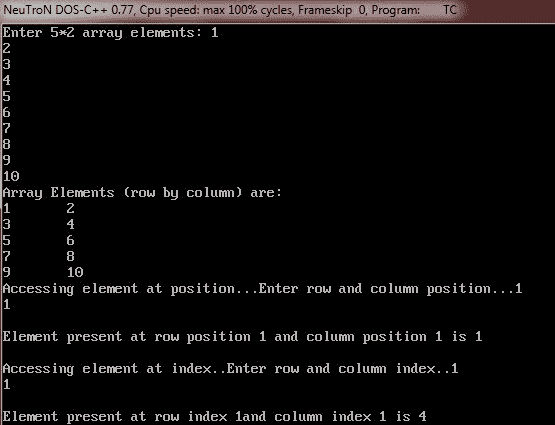 NeuTroN DOS-C++ 0.77, Cpu speed: max 100% cycles, Frameskip 0, Program: TC
Enter 5*2 array elements: 1
2
3
4
5
6
7
8
9
10
Array Elements (row by column) are:
1 2
3 4
5 6
7 8
9 10
Accessing element at position...Enter row and column position...1
1
Element present at row position 1 and column position 1 is 1
Accessing element at index..Enter row and column index..1
1
Element present at row index 1and column index 1 is 4